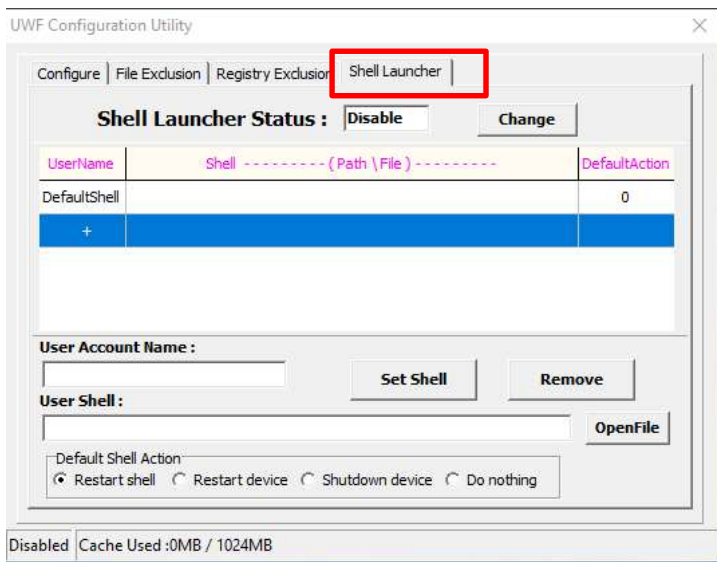 UWF Configuration Utility
Configure File Exclusion Registry Exclusion Shell Launcher
Shell Launcher Status : Disable Change
UserName Shell - - - - - - - - - ( Path \ File ) - - - - - - - - - DefaultAction
DefaultShell 0
+
User Account Name :
Set Shell Remove
User Shell :
OpenFile
Default Shell Action
Restart shell Restart device Shutdown device Do nothing
Disabled Cache Used :0MB / 1024MB